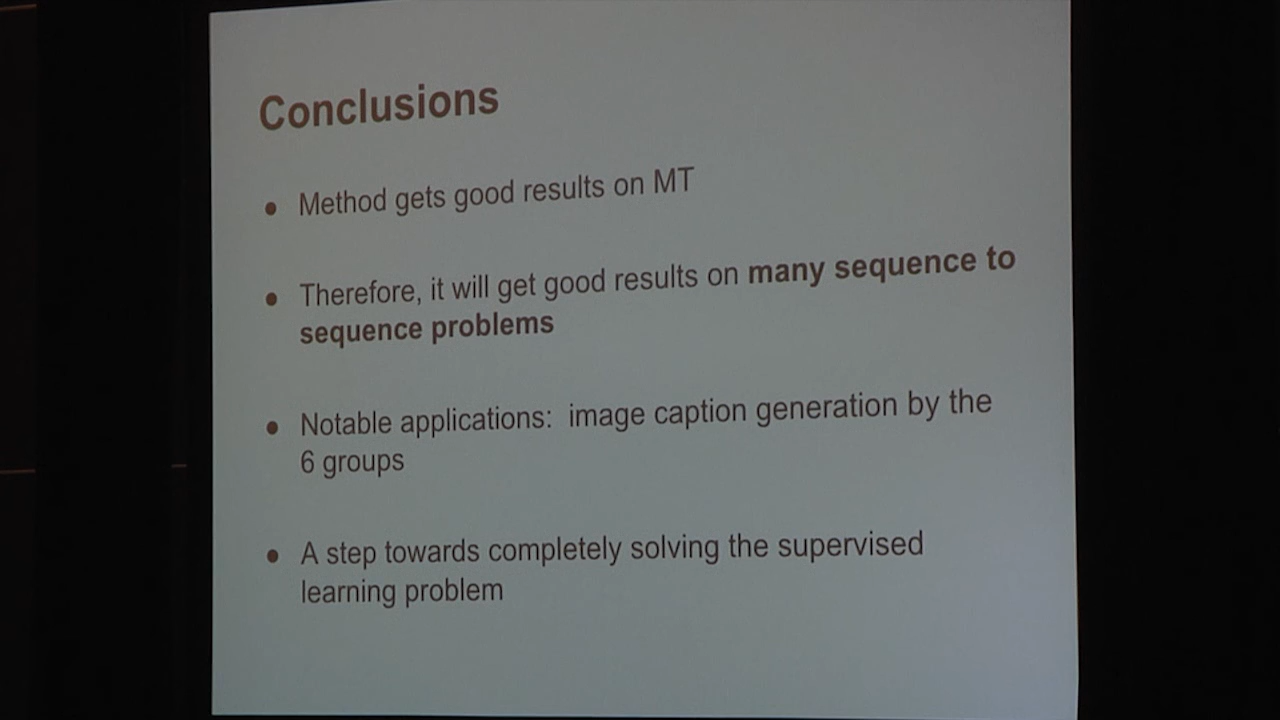 Conclusions
● Method gets good results on MT
● Therefore, it will get good results on many sequence to
sequence problems
● Notable applications:  image caption generation by the
6 groups
● A step towards completely solving the supervised
learning problem